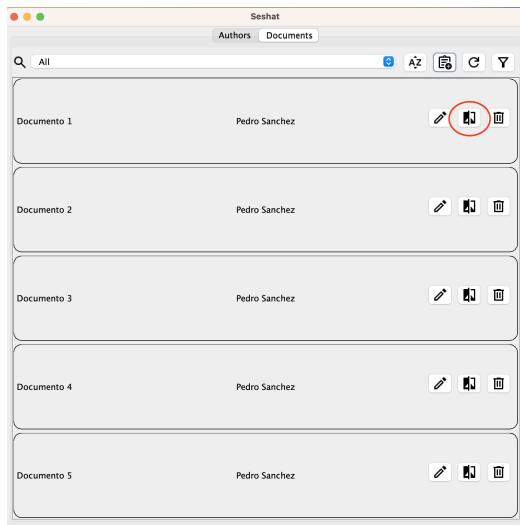 Seshat
Authors Documents
All
AZ
Documento 1 Pedro Sanchez
Documento 2 Pedro Sanchez
Documento 3 Pedro Sanchez
Documento 4 Pedro Sanchez
Documento 5 Pedro Sanchez